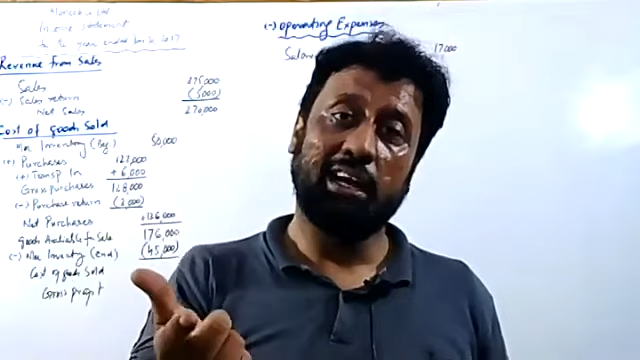 Income statement
Revenue from Sales
Sales 275,000
(-) Sales return (5000)
Net Sales 270,000
Cost of goods Sold
Mer Inventory (Beg) 50,000
(+) Purchases 122,000
(+) Transp In + 6,000
Gross purchases 128,000
(-) Purchase return (2,000)
Net Purchases +126,000
goods Available for Sale 176,000
(-) Mer Inventory (end) (45,000)
Cost of good Sold
Gross profit
(-) Operating Expenses
17,000